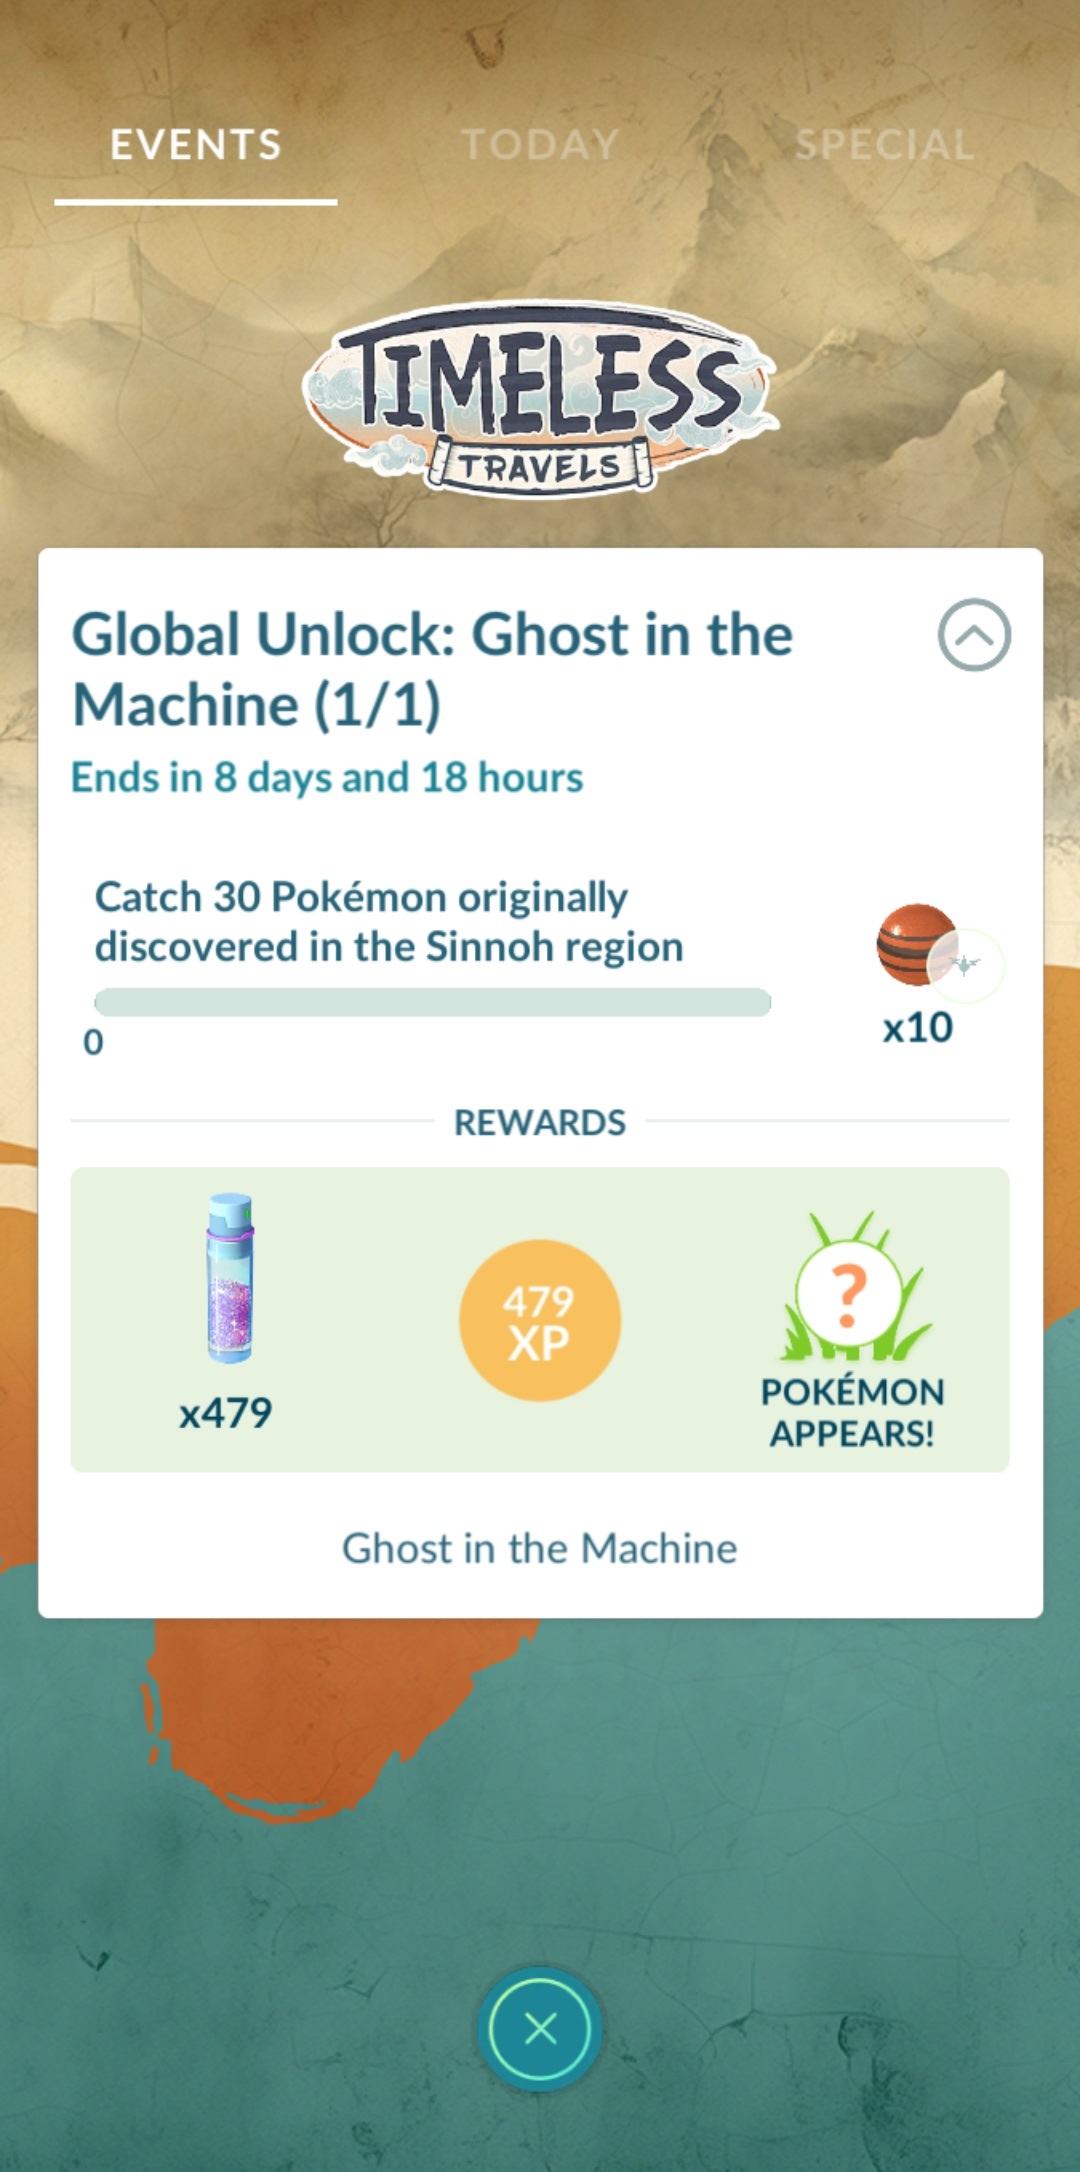 EVENTS
TODAY
SPECIAL
TIMELESS
TRAVELS
Global Unlock: Ghost in the
Machine (1/1)
Ends in 8 days and 18 hours
Catch 30 Pokémon originally
discovered in the Sinnoh region
0
x10
REWARDS
x479
479
XP
?
POKÉMON
APPEARS!
Ghost in the Machine